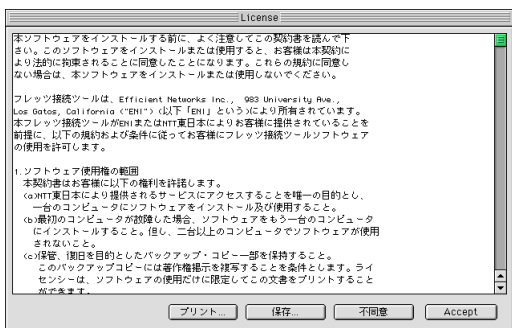 License
本ソフトウェアをインストールする前に、よく注意してこの契約書を読んで下
さい。このソフトウェアをインストールまたは使用すると、お客様は本契約に
より法的に拘束されることに同意したことになります。これらの規約に同意し
ない場合は、本ソフトウェアをインストールまたは使用しないでください。
フレッツ接続ツールは、Efficient Networks Inc., 983 University Ave.,
Los Gatos, California ("ENI") (以下「ENI」という)により所有されています。
本フレッツ接続ツールがENIまたはNTT東日本によりお客様に提供されていることを
前提に、以下の規約および条件に従ってお客様にフレッツ接続ツールソフトウェア
の使用を許可します。
1.ソフトウェア使用権の範囲
本契約書はお客様に以下の権利を許諾します。
(a)NTT東日本により提供されるサービスにアクセスすることを唯一の目的とし、
一台のコンピュータにソフトウェアをインストール及び使用すること。
(b)最初のコンピュータが故障した場合、ソフトウェアをもう一台のコンピュータ
にインストールすること。但し、二台以上のコンピュータでソフトウェアが使用
されないこと。
(c)保管、復旧を目的としたバックアップ・コピー一部を保持すること。
このバックアップコピーには著作権掲示を複写することを条件とします。ライ
センシーは、ソフトウェアの使用だけに限定してこの文書をプリントすること
ができます。
プリント... 保存... 不同意 Accept